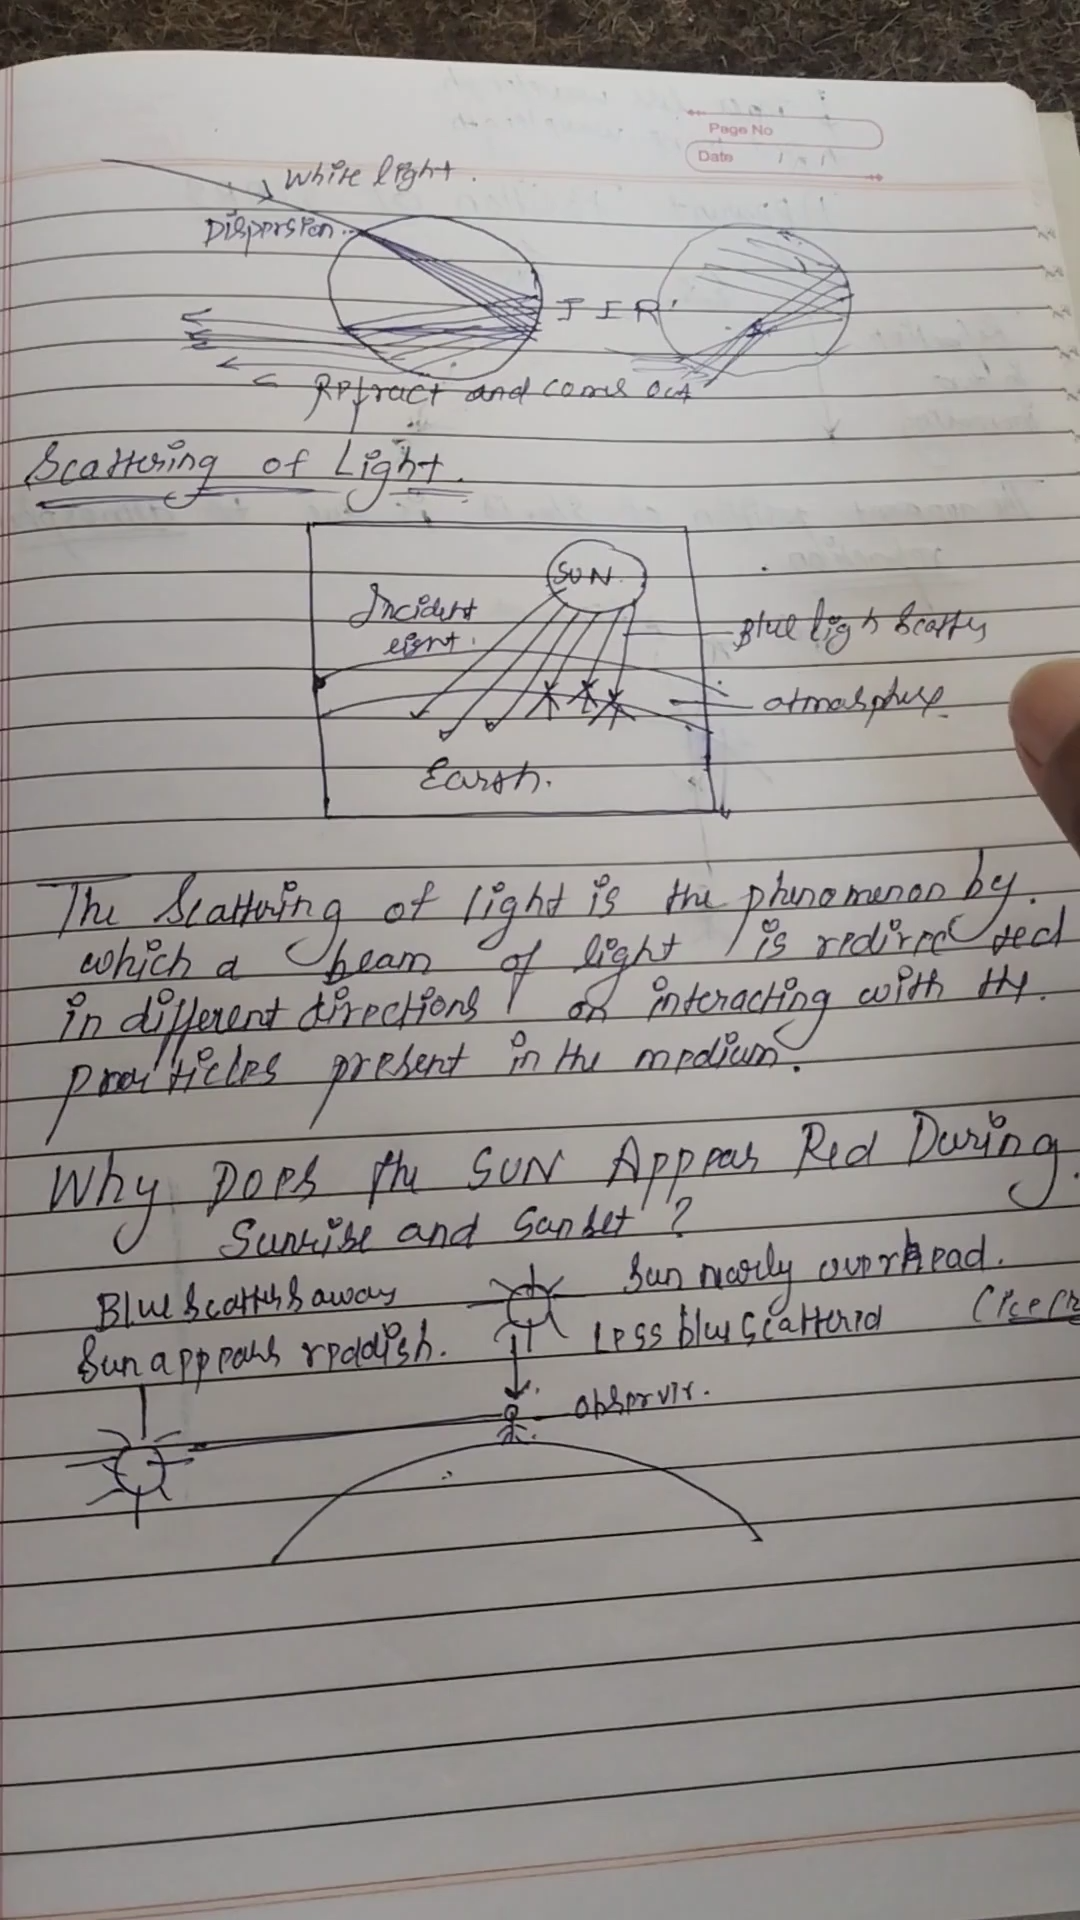 Page No
Date
White light.
Dispersion
TIR
Refract and comes out
Scattering of Light.
SUN
Incident
light.
Blue light Scatters
atmosphere
Earth.
The Scattering of light is the phenomenon by
which a beam of light is redirected
in different directions on interacting with the
particles present in the medium.
Why Does the SUN Appear Red During
Sunrise and Sunset ?
Blue Scatters away
Sun appears reddish.
Sun nearly overhead.
Less blue scattered
observer.